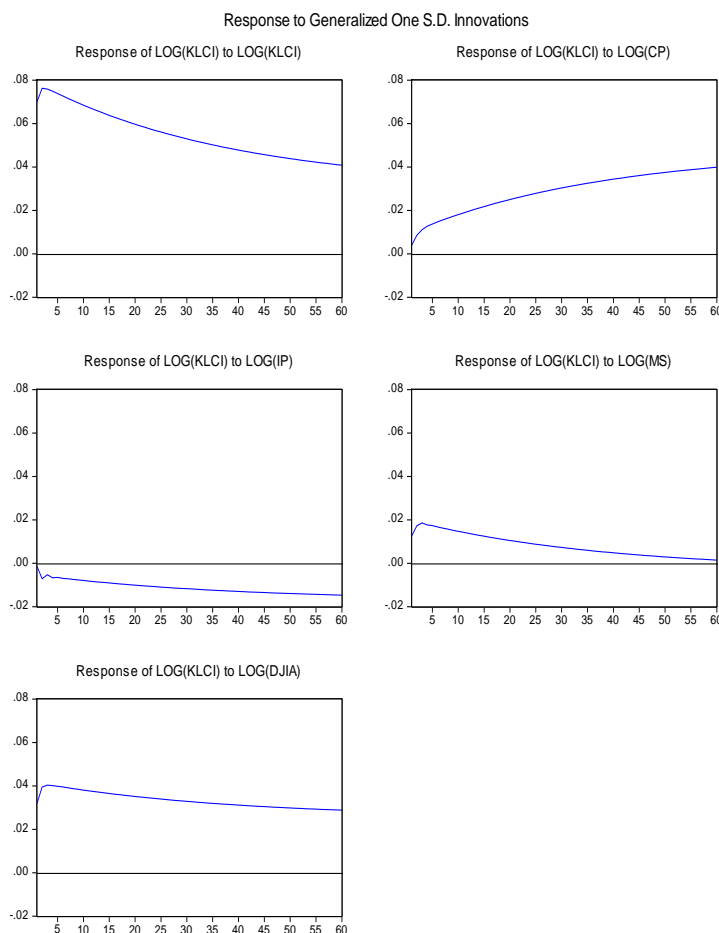 Response to Generalized One S.D. Innovations
Response of LOG(KLCI) to LOG(KLCI)
.08
.06
.04
.02
.00
-.02
5 10 15 20 25 30 35 40 45 50 55 60
Response of LOG(KLCI) to LOG(CP)
.08
.06
.04
.02
.00
-.02
5 10 15 20 25 30 35 40 45 50 55 60
Response of LOG(KLCI) to LOG(IP)
.08
.06
.04
.02
.00
-.02
5 10 15 20 25 30 35 40 45 50 55 60
Response of LOG(KLCI) to LOG(MS)
.08
.06
.04
.02
.00
-.02
5 10 15 20 25 30 35 40 45 50 55 60
Response of LOG(KLCI) to LOG(DJIA)
.08
.06
.04
.02
.00
-.02
5 10 15 20 25 30 35 40 45 50 55 60